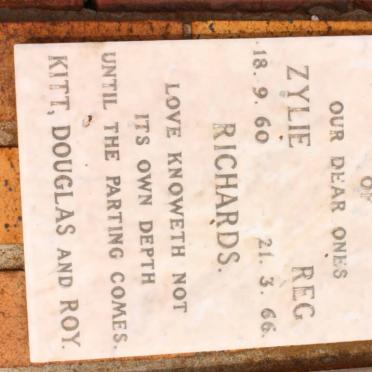 OF
OUR DEAR ONES
ZYLIE REG
18. 9. 60 21. 3. 66.
RICHARDS.
LOVE KNOWETH NOT
ITS OWN DEPTH
UNTIL THE PARTING COMES.
KITT, DOUGLAS AND ROY.